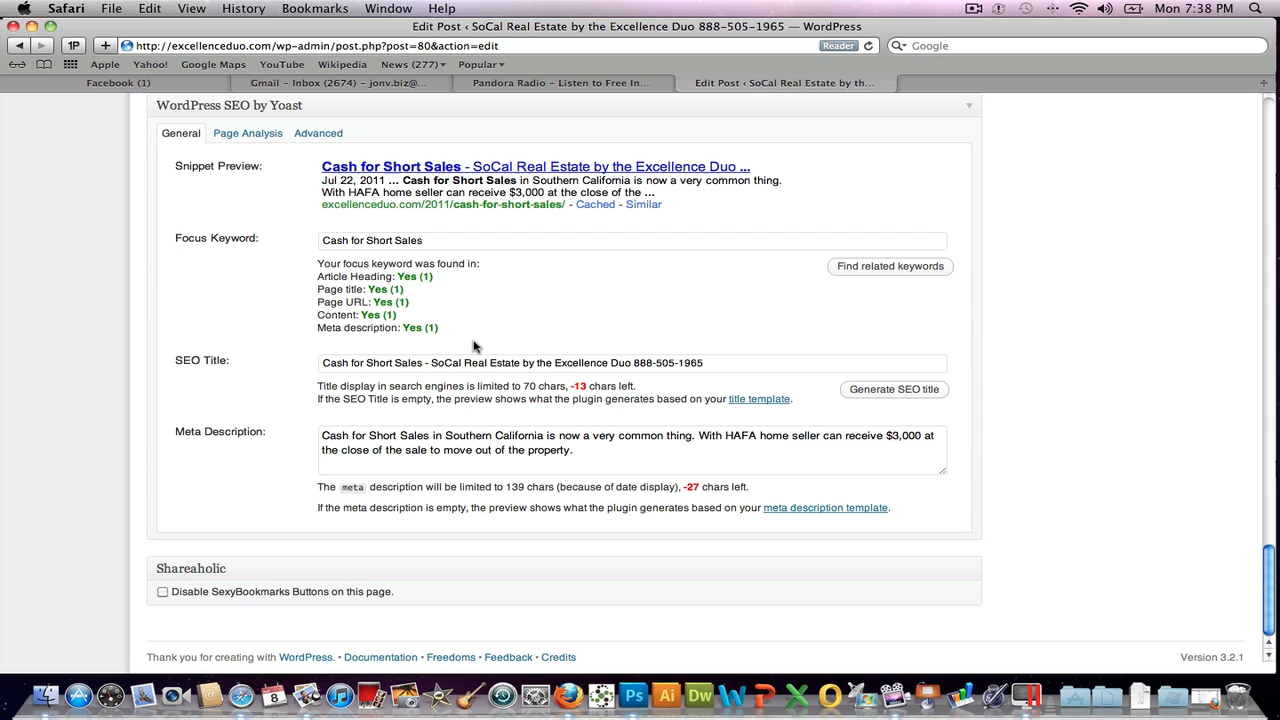 Safari File Edit View History Bookmarks Window Help Mon 7:38 PM
Edit Post ‹ SoCal Real Estate by the Excellence Duo 888-505-1965 — WordPress
1P + http://excellenceduo.com/wp-admin/post.php?post=80&action=edit Reader Google
Apple Yahoo! Google Maps YouTube Wikipedia News (277) Popular
Facebook (1) Gmail – Inbox (2674) – jonv.biz@... Pandora Radio – Listen to Free In... Edit Post ‹ SoCal Real Estate by th...
WordPress SEO by Yoast
General Page Analysis Advanced
Snippet Preview: Cash for Short Sales - SoCal Real Estate by the Excellence Duo ...
Jul 22, 2011 ... Cash for Short Sales in Southern California is now a very common thing.
With HAFA home seller can receive $3,000 at the close of the ...
excellenceduo.com/2011/cash-for-short-sales/ - Cached - Similar
Focus Keyword: Cash for Short Sales
Your focus keyword was found in: Find related keywords
Article Heading: Yes (1)
Page title: Yes (1)
Page URL: Yes (1)
Content: Yes (1)
Meta description: Yes (1)
SEO Title: Cash for Short Sales - SoCal Real Estate by the Excellence Duo 888-505-1965
Title display in search engines is limited to 70 chars, -13 chars left. Generate SEO title
If the SEO Title is empty, the preview shows what the plugin generates based on your title template.
Meta Description: Cash for Short Sales in Southern California is now a very common thing. With HAFA home seller can receive $3,000 at
the close of the sale to move out of the property.
The meta description will be limited to 139 chars (because of date display), -27 chars left.
If the meta description is empty, the preview shows what the plugin generates based on your meta description template.
Shareaholic
Disable SexyBookmarks Buttons on this page.
Thank you for creating with WordPress. • Documentation • Freedoms • Feedback • Credits Version 3.2.1
8 Ps Ai Dw